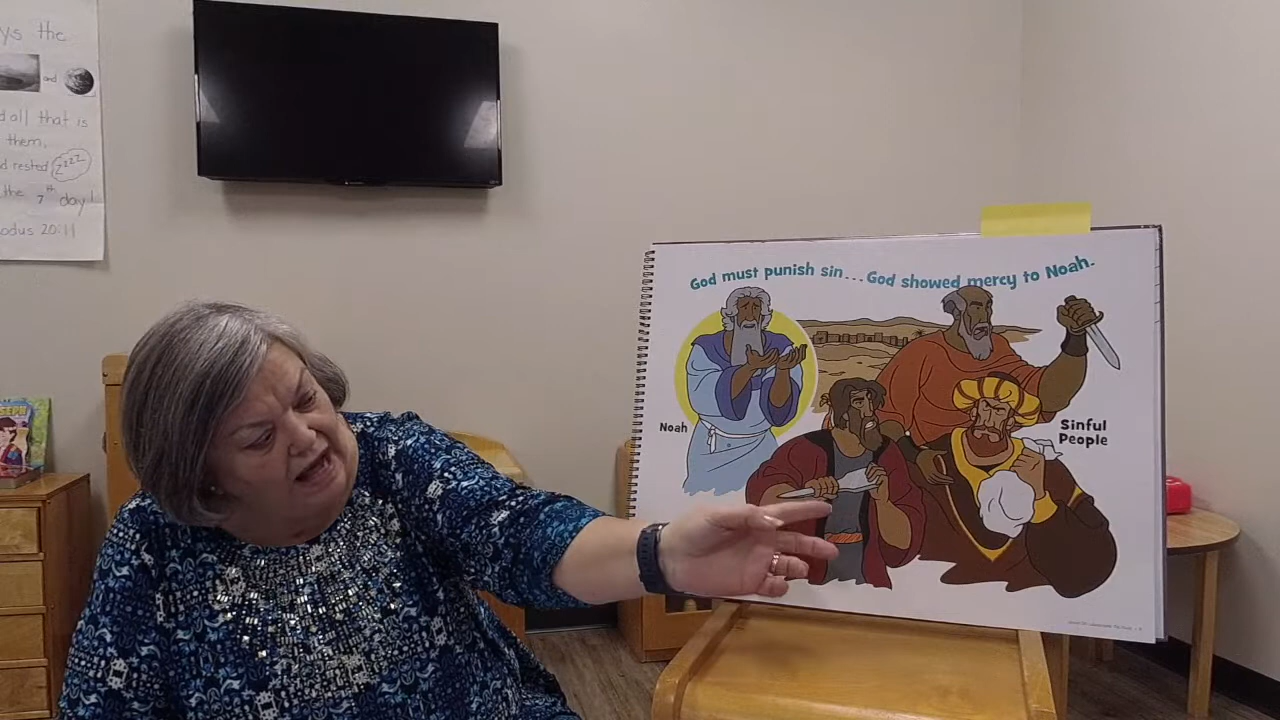 ys the
and
d all that is
them.
d rested zzzz
the 7th day!
odus 20:11
God must punish sin...God showed mercy to Noah.
Noah
Sinful
People